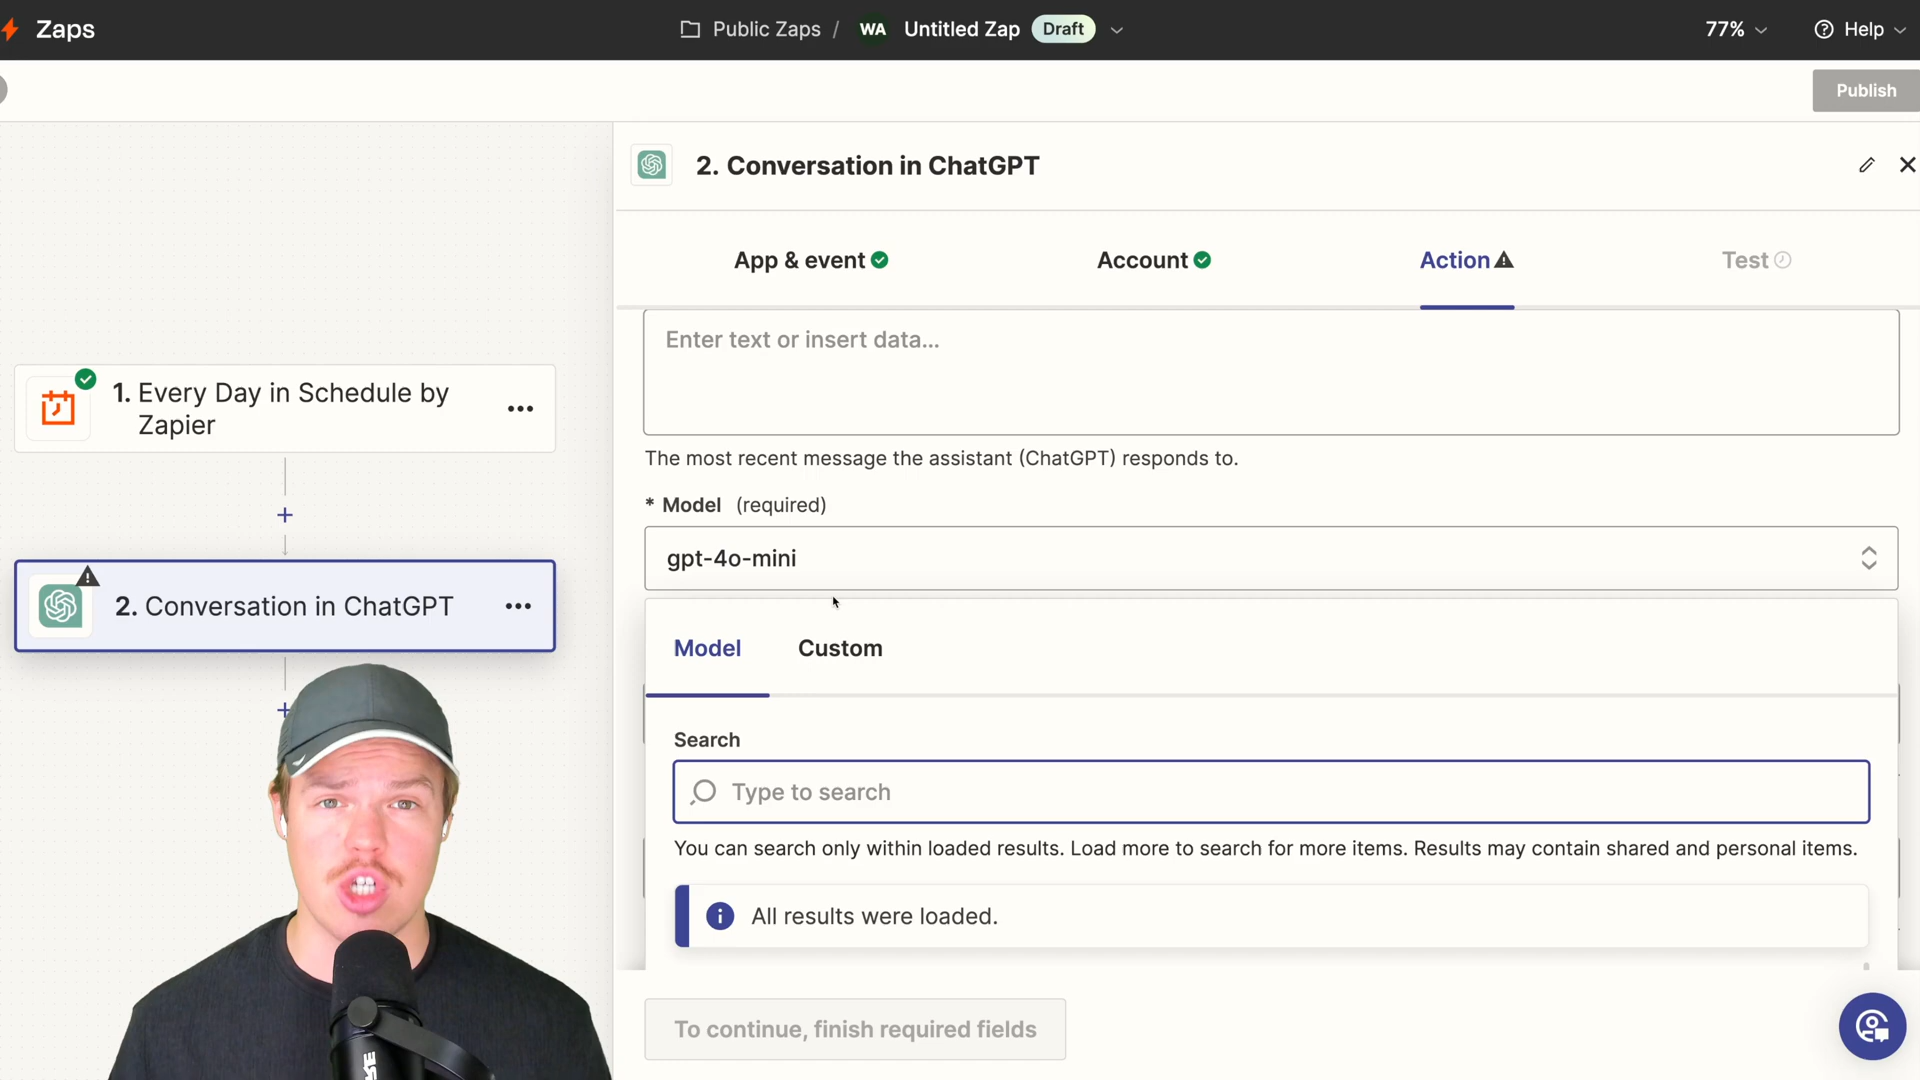 Zaps
Public Zaps / WA Untitled Zap Draft
77%
Help
Publish
2. Conversation in ChatGPT
App & event
Account
Action
Test
1. Every Day in Schedule by
Zapier
2. Conversation in ChatGPT
Enter text or insert data...
The most recent message the assistant (ChatGPT) responds to.
* Model (required)
gpt-4o-mini
Model
Custom
Search
Type to search
You can search only within loaded results. Load more to search for more items. Results may contain shared and personal items.
All results were loaded.
To continue, finish required fields